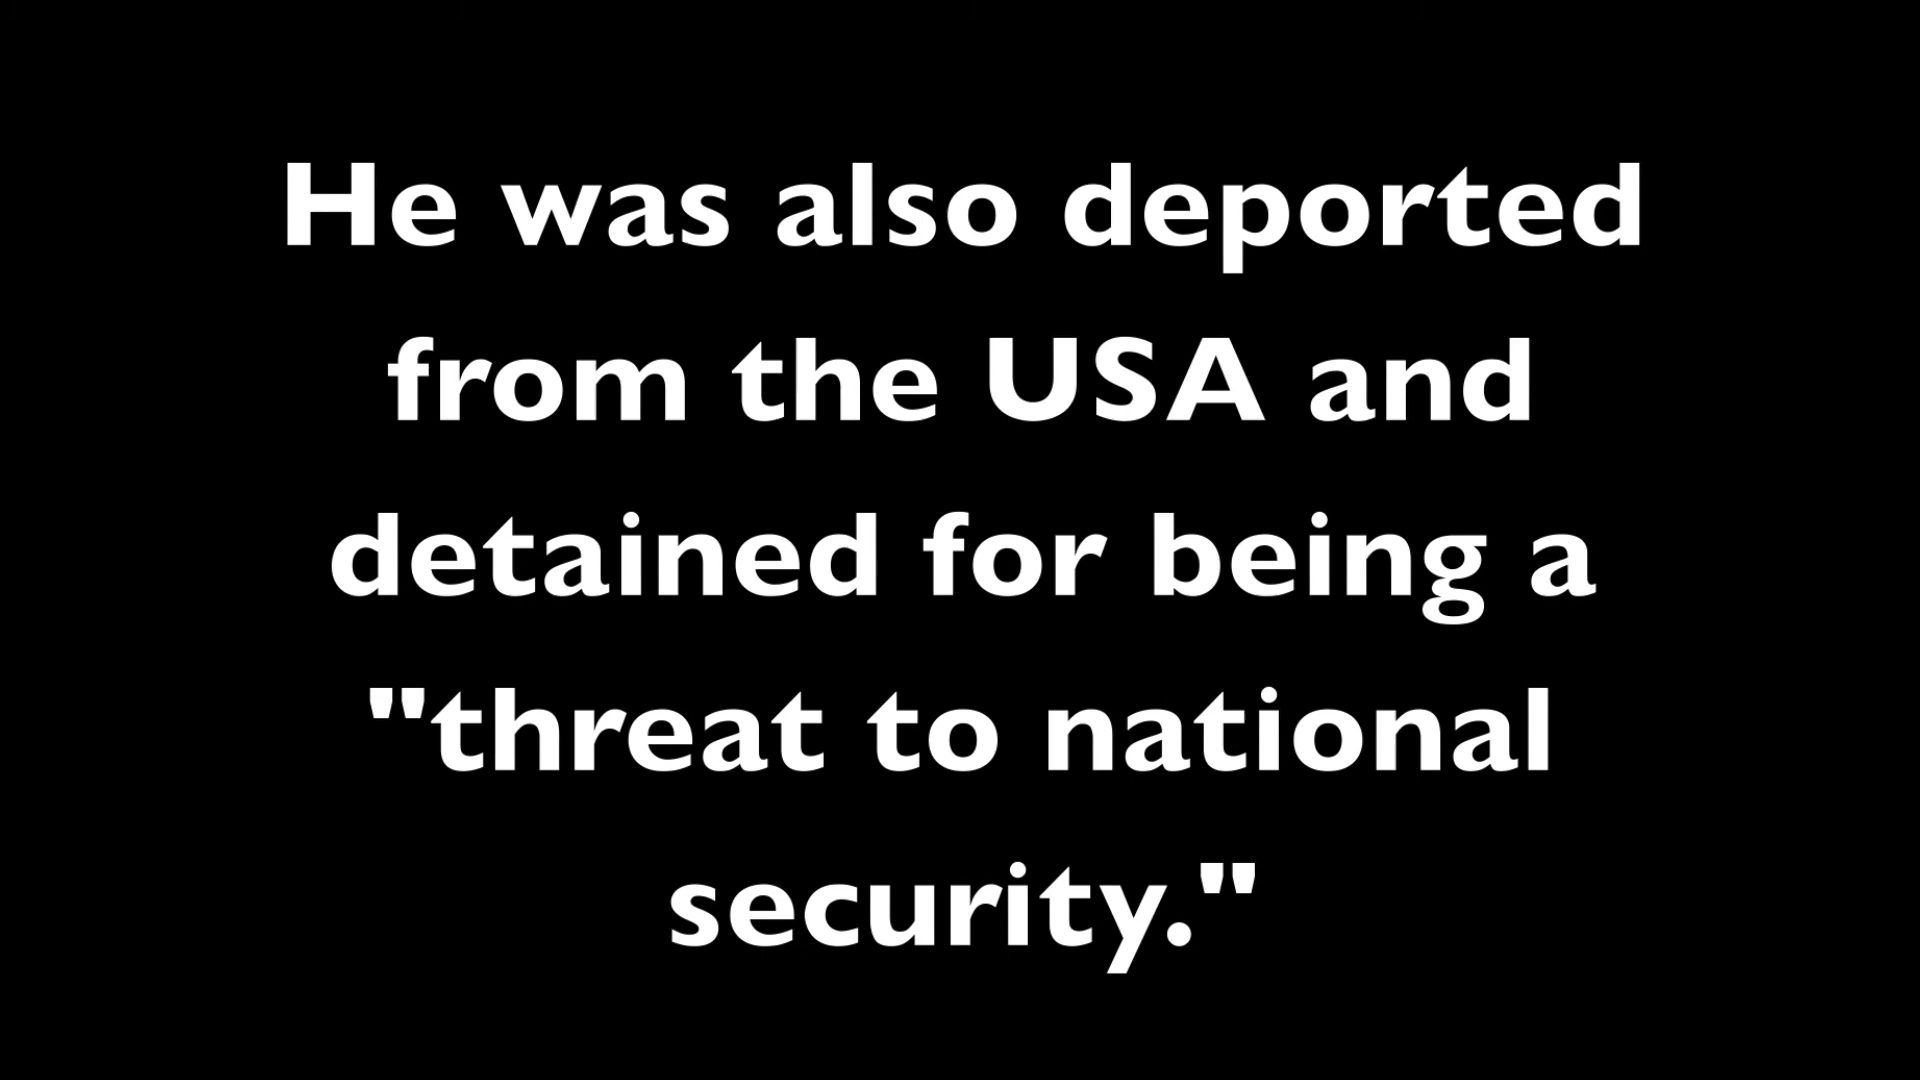 He was also deported
from the USA and
detained for being a
"threat to national
security."